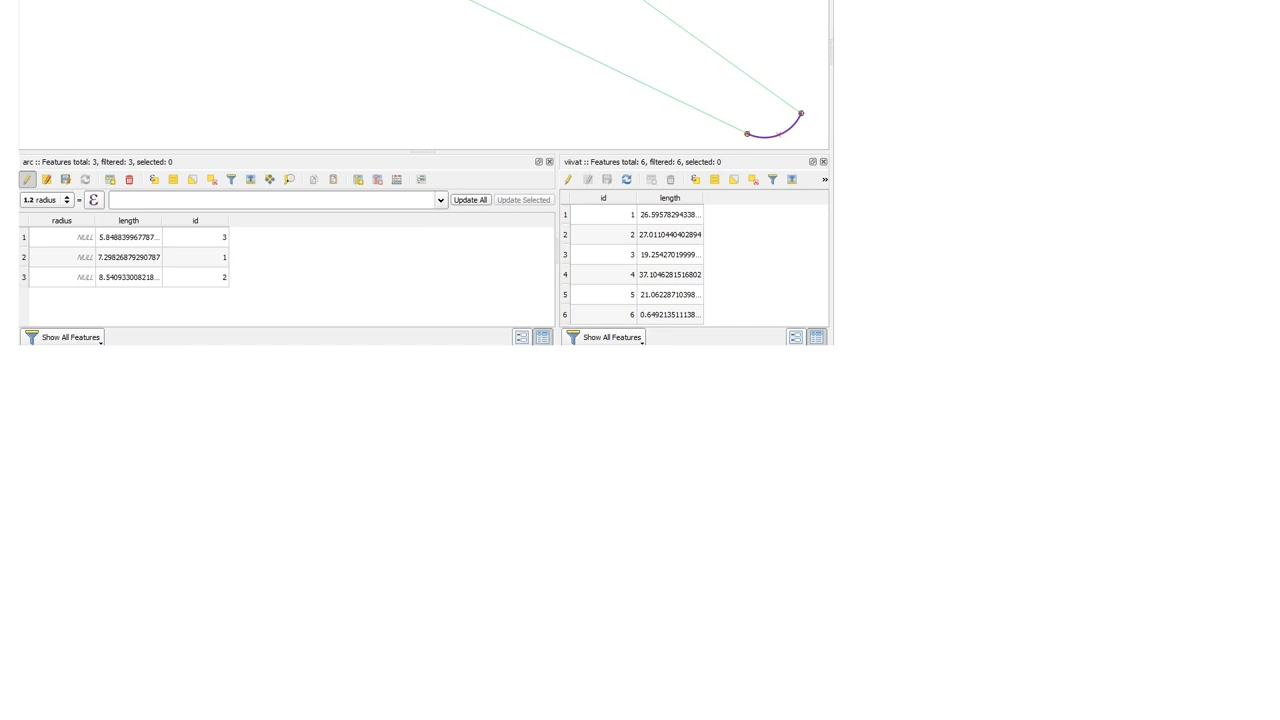 arc :: Features total: 3, filtered: 3, selected: 0
1.2 radius = ε Update All Update Selected
radius length id
1 NULL 5.848839967787... 3
2 NULL 7.29826879290787 1
3 NULL 8.540933008218... 2
Show All Features
viivat :: Features total: 6, filtered: 6, selected: 0
»
id length
1 1 26.59578294338...
2 2 27.0110440402894
3 3 19.25427019999...
4 4 37.1046281516802
5 5 21.06228710398...
6 6 0.649213511138...
Show All Features